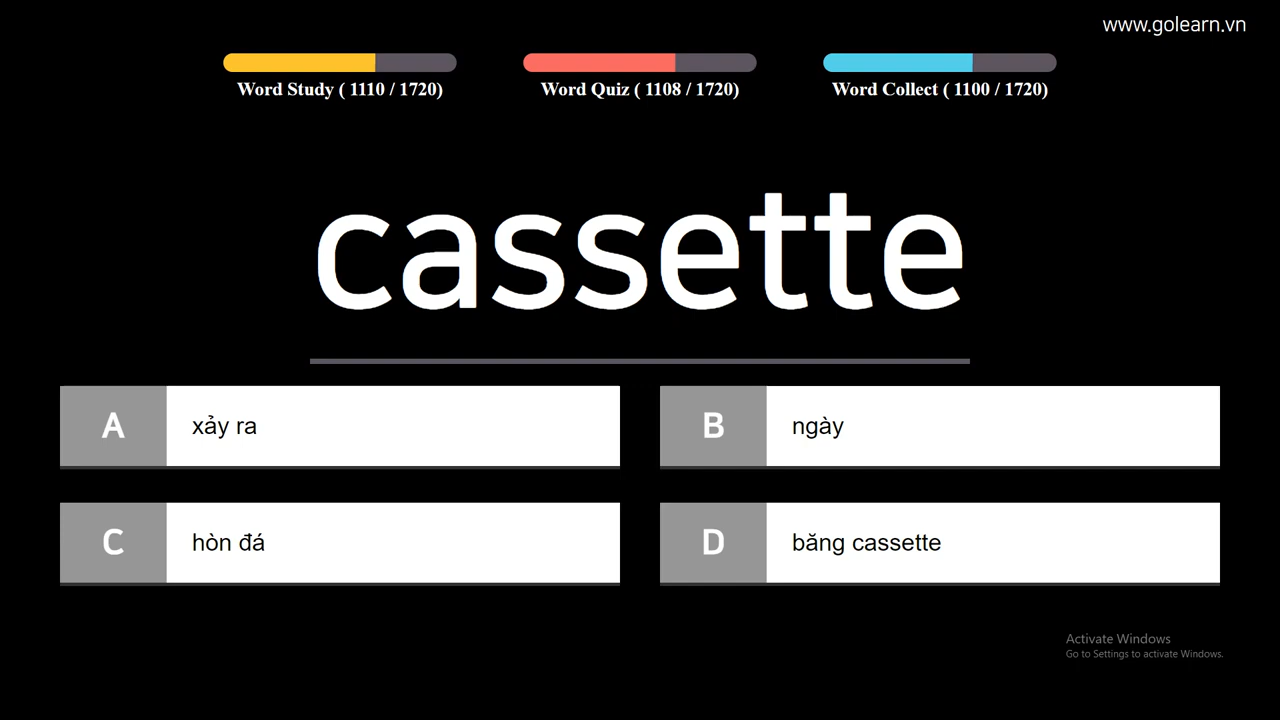 www.golearn.vn
Word Study ( 1110 / 1720)
Word Quiz ( 1108 / 1720)
Word Collect ( 1100 / 1720)
cassette
A xảy ra
B ngày
C hòn đá
D băng cassette
Activate Windows
Go to Settings to activate Windows.